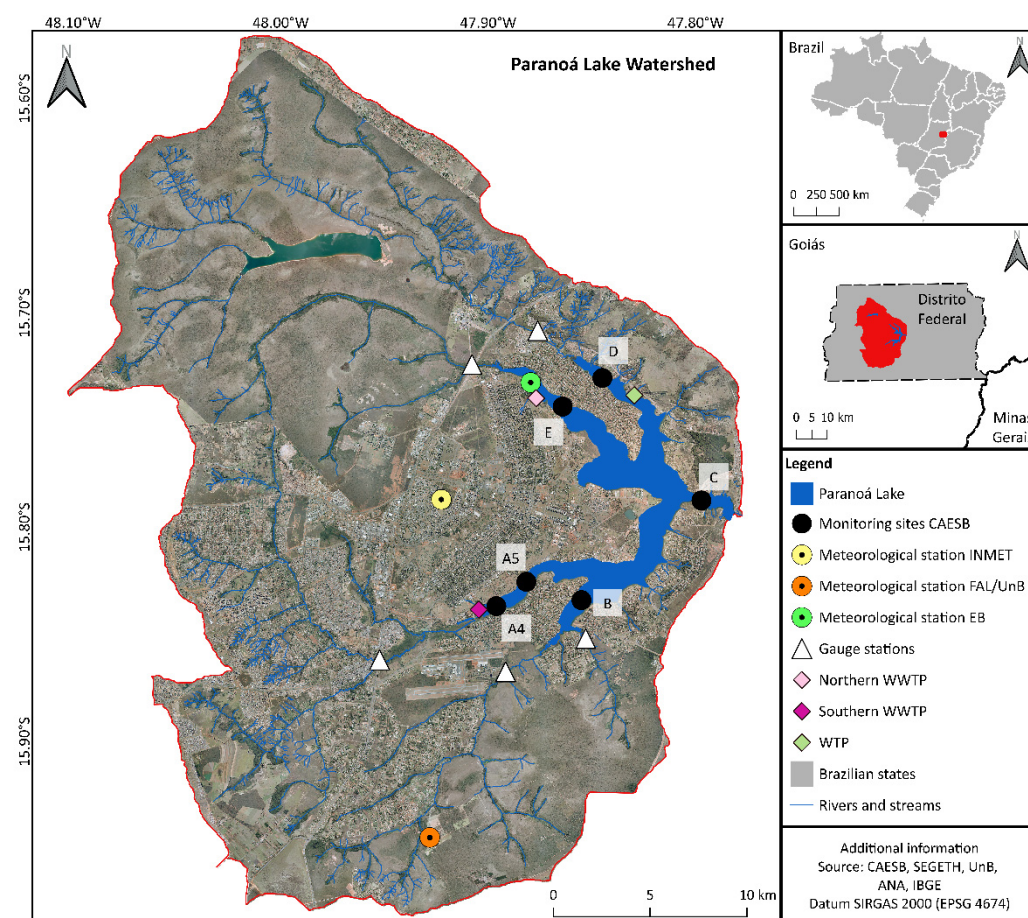 48.10°W
48.00°W
47.90°W
47.80°W
15.60°S
15.70°S
15.80°S
15.90°S
N
Paranoá Lake Watershed
D
E
C
A5
B
A4
0 5 10 km
Brazil
N
0 250 500 km
Goiás
N
Distrito
Federal
0 5 10 km
Minas
Gerais
Legend
Paranoá Lake
Monitoring sites CAESB
Meteorological station INMET
Meteorological station FAL/UnB
Meteorological station EB
Gauge stations
Northern WWTP
Southern WWTP
WTP
Brazilian states
Rivers and streams
Additional information
Source: CAESB, SEGETH, UnB,
ANA, IBGE
Datum SIRGAS 2000 (EPSG 4674)